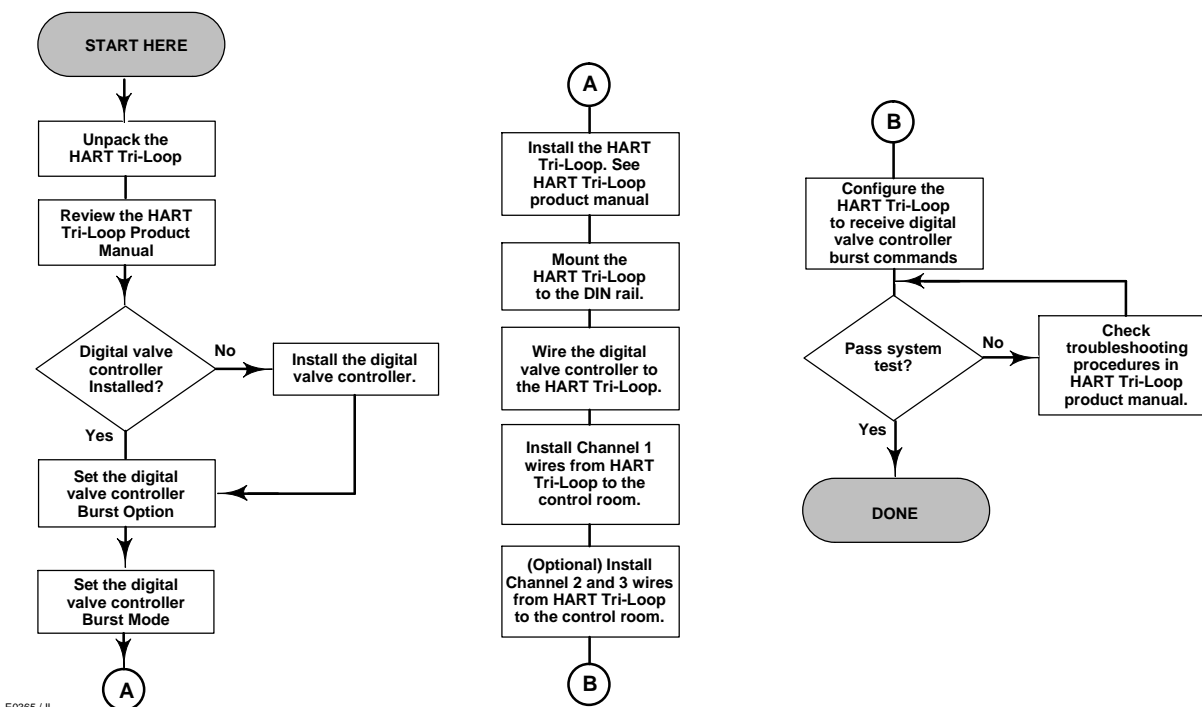 START HERE
Unpack the
HART Tri-Loop
Review the HART
Tri-Loop Product
Manual
Digital valve
controller
Installed?
No
Install the digital
valve controller.
Yes
Set the digital
valve controller
Burst Option
Set the digital
valve controller
Burst Mode
A
A
Install the HART
Tri-Loop. See
HART Tri-Loop
product manual
Mount the
HART Tri-Loop
to the DIN rail.
Wire the digital
valve controller to
the HART Tri-Loop.
Install Channel 1
wires from HART
Tri-Loop to the
control room.
(Optional) Install
Channel 2 and 3 wires
from HART Tri-Loop
to the control room.
B
B
Configure the
HART Tri-Loop
to receive digital
valve controller
burst commands
Pass system
test?
No
Check
troubleshooting
procedures in
HART Tri-Loop
product manual.
Yes
DONE